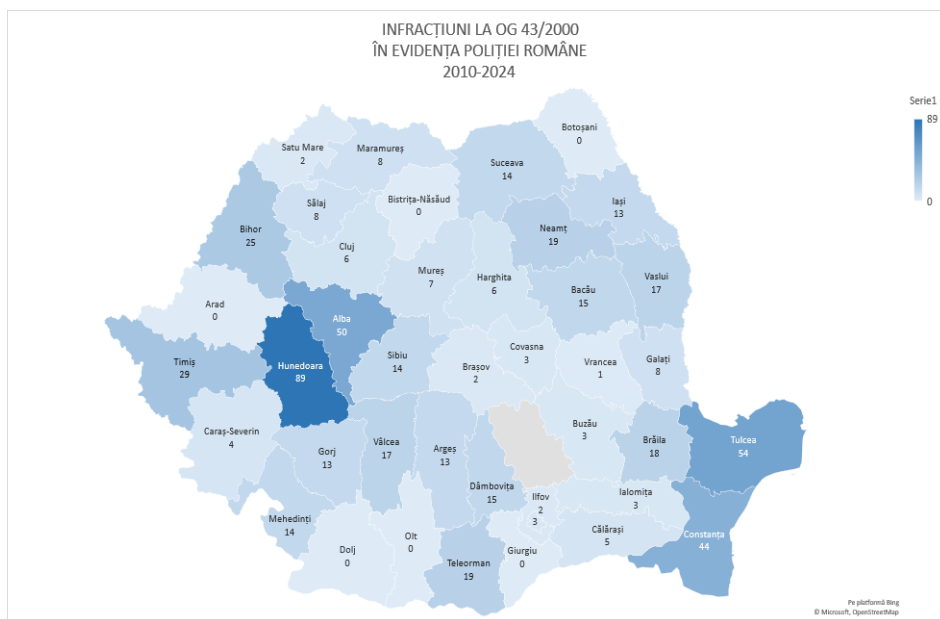 INFRACȚIUNI LA OG 43/2000
ÎN EVIDENȚA POLIȚIEI ROMÂNE
2010-2024
Serie1
89
0
Botoșani
0
Satu Mare
2
Maramureș
8
Suceava
14
Iași
13
Sălaj
8
Bistrița-Năsăud
0
Bihor
25
Neamț
19
Cluj
6
Mureș
7
Harghita
6
Vaslui
17
Bacău
15
Arad
0
Alba
50
Covasna
3
Timiș
29
Hunedoara
89
Sibiu
14
Brașov
2
Vrancea
1
Galați
8
Caraș-Severin
4
Buzău
3
Gorj
13
Vâlcea
17
Argeș
13
Brăila
18
Tulcea
54
Dâmbovița
15
Ilfov
2
3
Ialomița
3
Mehedinți
14
Călărași
5
Constanța
44
Dolj
0
Olt
0
Teleorman
19
Giurgiu
0
Pe platformă Bing
© Microsoft, OpenStreetMap